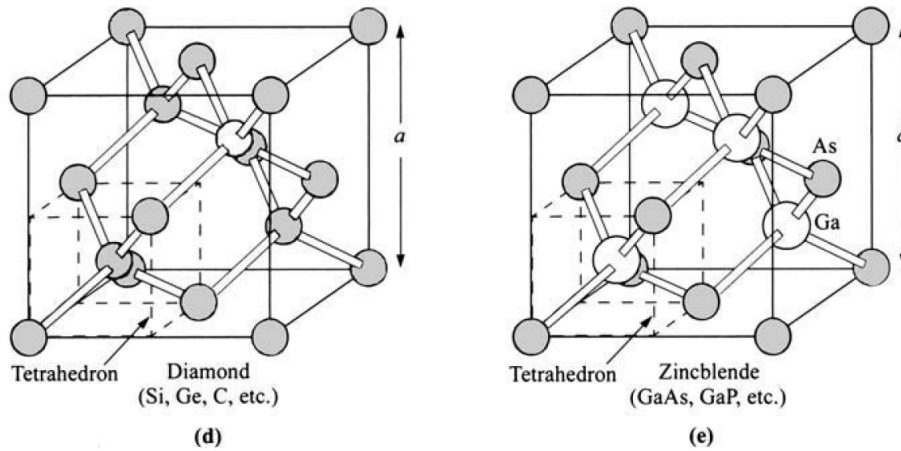 a
a
As
Ga
Tetrahedron
Diamond
(Si, Ge, C, etc.)
(d)
Tetrahedron
Zincblende
(GaAs, GaP, etc.)
(e)